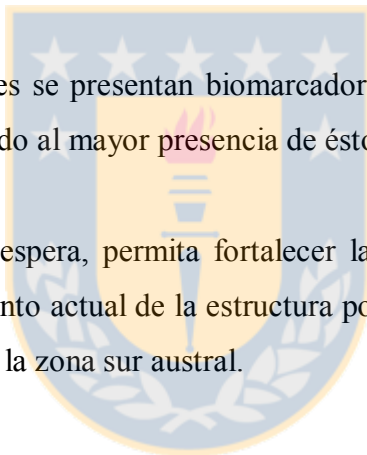 es se presentan biomarcador
do al mayor presencia de ésto
espera, permita fortalecer la
nto actual de la estructura po
la zona sur austral.